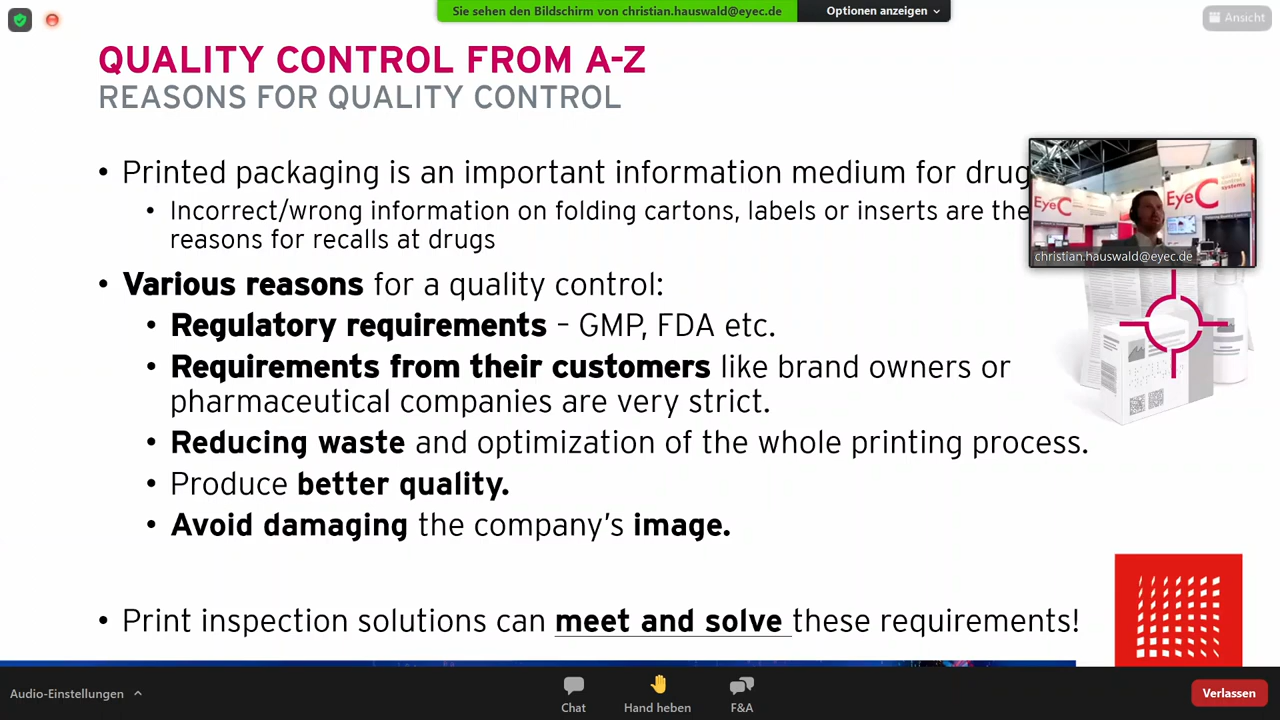 Sie sehen den Bildschirm von christian.hauswald@eyec.de
Optionen anzeigen
Ansicht
QUALITY CONTROL FROM A-Z
REASONS FOR QUALITY CONTROL
• Printed packaging is an important information medium for drug
• Incorrect/wrong information on folding cartons, labels or inserts are the
reasons for recalls at drugs
EyeC
EyeC
christian.hauswald@eyec.de
• Various reasons for a quality control:
• Regulatory requirements – GMP, FDA etc.
• Requirements from their customers like brand owners or
pharmaceutical companies are very strict.
• Reducing waste and optimization of the whole printing process.
• Produce better quality.
• Avoid damaging the company’s image.
• Print inspection solutions can meet and solve these requirements!
Audio-Einstellungen
Chat
Hand heben
F&A
Verlassen